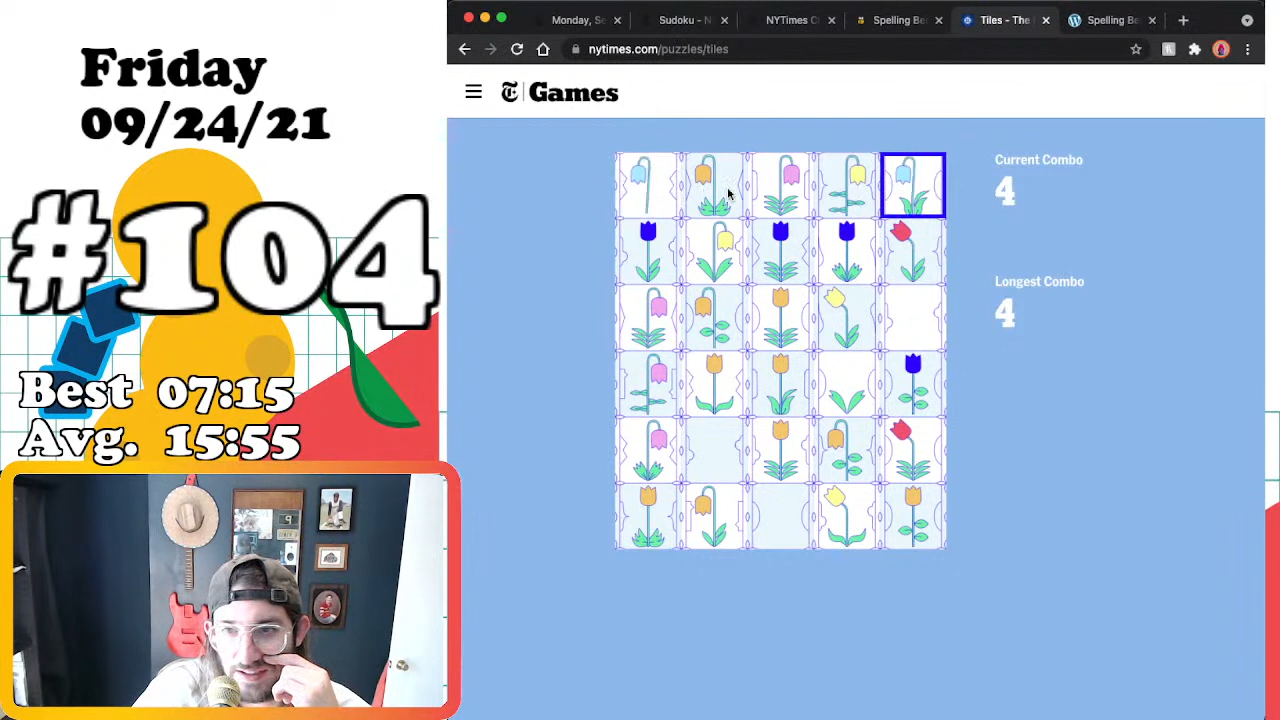 Friday
09/24/21
#104
Best 07:15
Avg. 15:55
Monday, Se
Sudoku - N
NYTimes C
Spelling Be
Tiles - The
Spelling Be
nytimes.com/puzzles/tiles
Games
Current Combo
4
Longest Combo
4